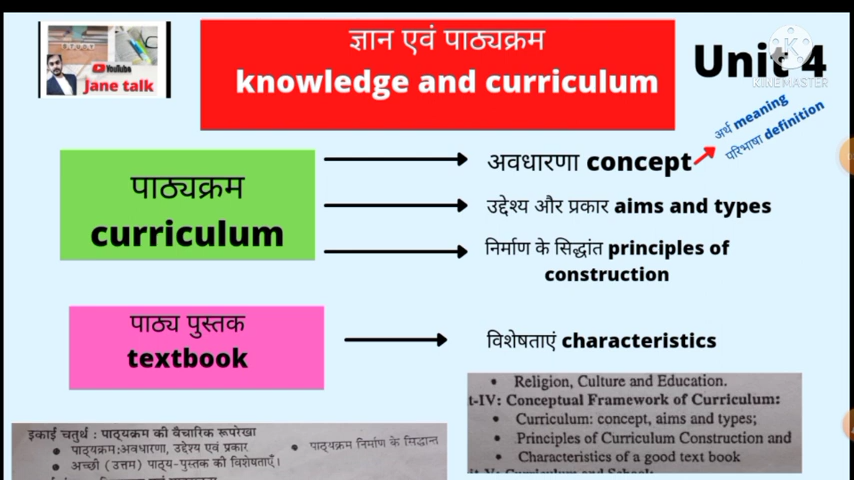 YouTube
Jane talk
ज्ञान एवं पाठ्यक्रम
knowledge and curriculum
Unit 4
KINEMASTER
अर्थ meaning
परिभाषा definition
पाठ्यक्रम
curriculum
अवधारणा concept
उद्देश्य और प्रकार aims and types
निर्माण के सिद्धांत principles of
construction
पाठ्य पुस्तक
textbook
विशेषताएं characteristics
• Religion, Culture and Education.
t-IV: Conceptual Framework of Curriculum:
• Curriculum: concept, aims and types;
• Principles of Curriculum Construction and
• Characteristics of a good text book
इकाई चतुर्थ : पाठ्यक्रम की वैचारिक रूपरेखा
• पाठ्यक्रम:अवधारणा, उद्देश्य एवं प्रकार • पाठ्यक्रम निर्माण के सिद्धान्त
• अच्छी (उत्तम) पाठ्य-पुस्तक की विशेषताएँ।